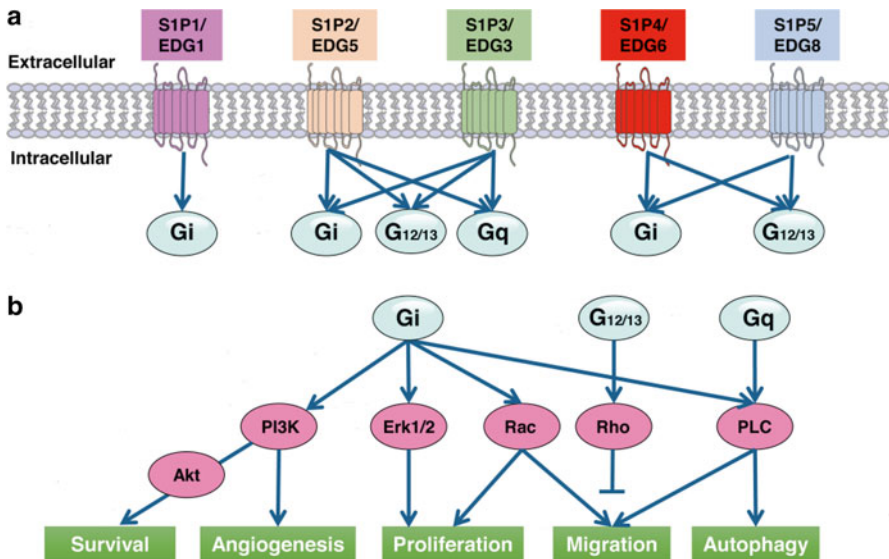 a
S1P1/
EDG1
S1P2/
EDG5
S1P3/
EDG3
S1P4/
EDG6
S1P5/
EDG8
Extracellular
Intracellular
Gi
Gi
G12/13
Gq
Gi
G12/13
b
Gi
G12/13
Gq
PI3K
Erk1/2
Rac
Rho
PLC
Akt
Survival
Angiogenesis
Proliferation
Migration
Autophagy